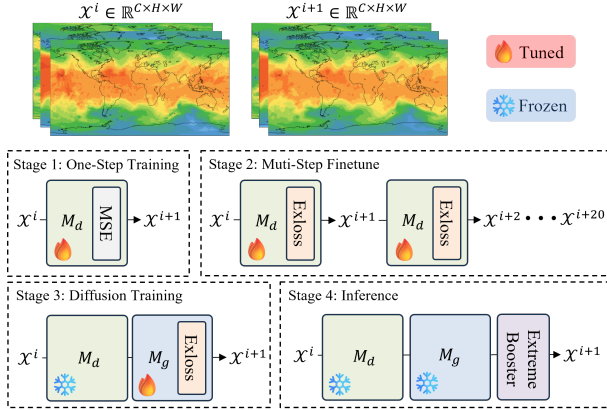 𝒳^i ∈ ℝ^{C×H×W}
𝒳^{i+1} ∈ ℝ^{C×H×W}
Tuned
Frozen
Stage 1: One-Step Training
𝒳^i
M_d
MSE
𝒳^{i+1}
Stage 2: Muti-Step Finetune
𝒳^i
M_d
Exloss
𝒳^{i+1}
M_d
Exloss
𝒳^{i+2} • • • 𝒳^{i+20}
Stage 3: Diffusion Training
𝒳^i
M_d
M_g
Exloss
𝒳^{i+1}
Stage 4: Inference
𝒳^i
M_d
M_g
Extreme
Booster
𝒳^{i+1}